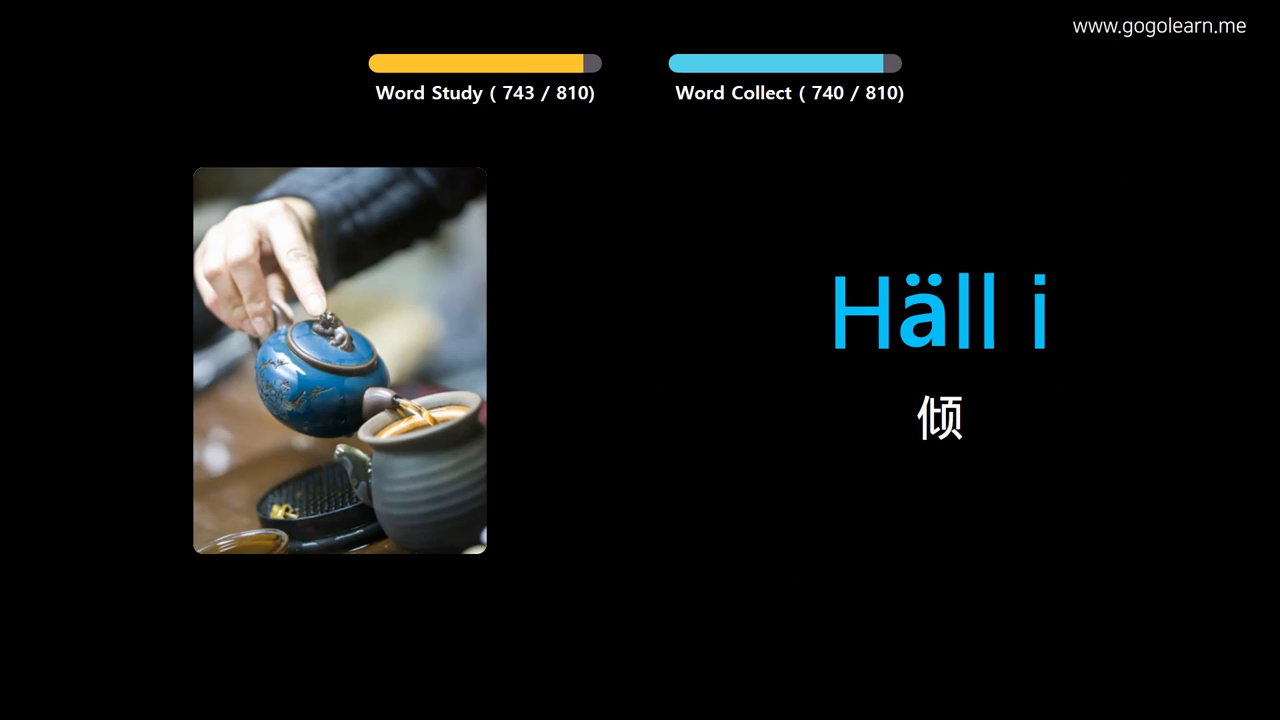 www.gogolearn.me
Word Study ( 743 / 810)
Word Collect ( 740 / 810)
Häll i
倾